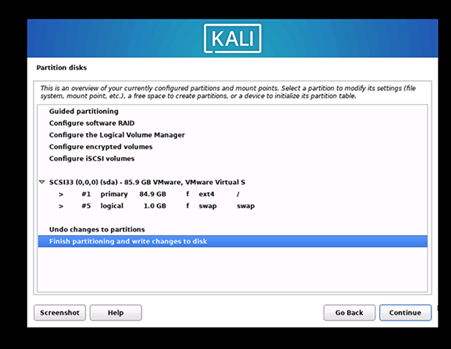 KALI
Partition disks
This is an overview of your currently configured partitions and mount points. Select a partition to modify its settings (file
system, mount point, etc.), a free space to create partitions, or a device to initialize its partition table.
Guided partitioning
Configure software RAID
Configure the Logical Volume Manager
Configure encrypted volumes
Configure iSCSI volumes
SCSI33 (0,0,0) (sda) - 85.9 GB VMware, VMware Virtual S
> #1 primary 84.9 GB f ext4 /
> #5 logical 1.0 GB f swap swap
Undo changes to partitions
Finish partitioning and write changes to disk
Screenshot Help Go Back Continue